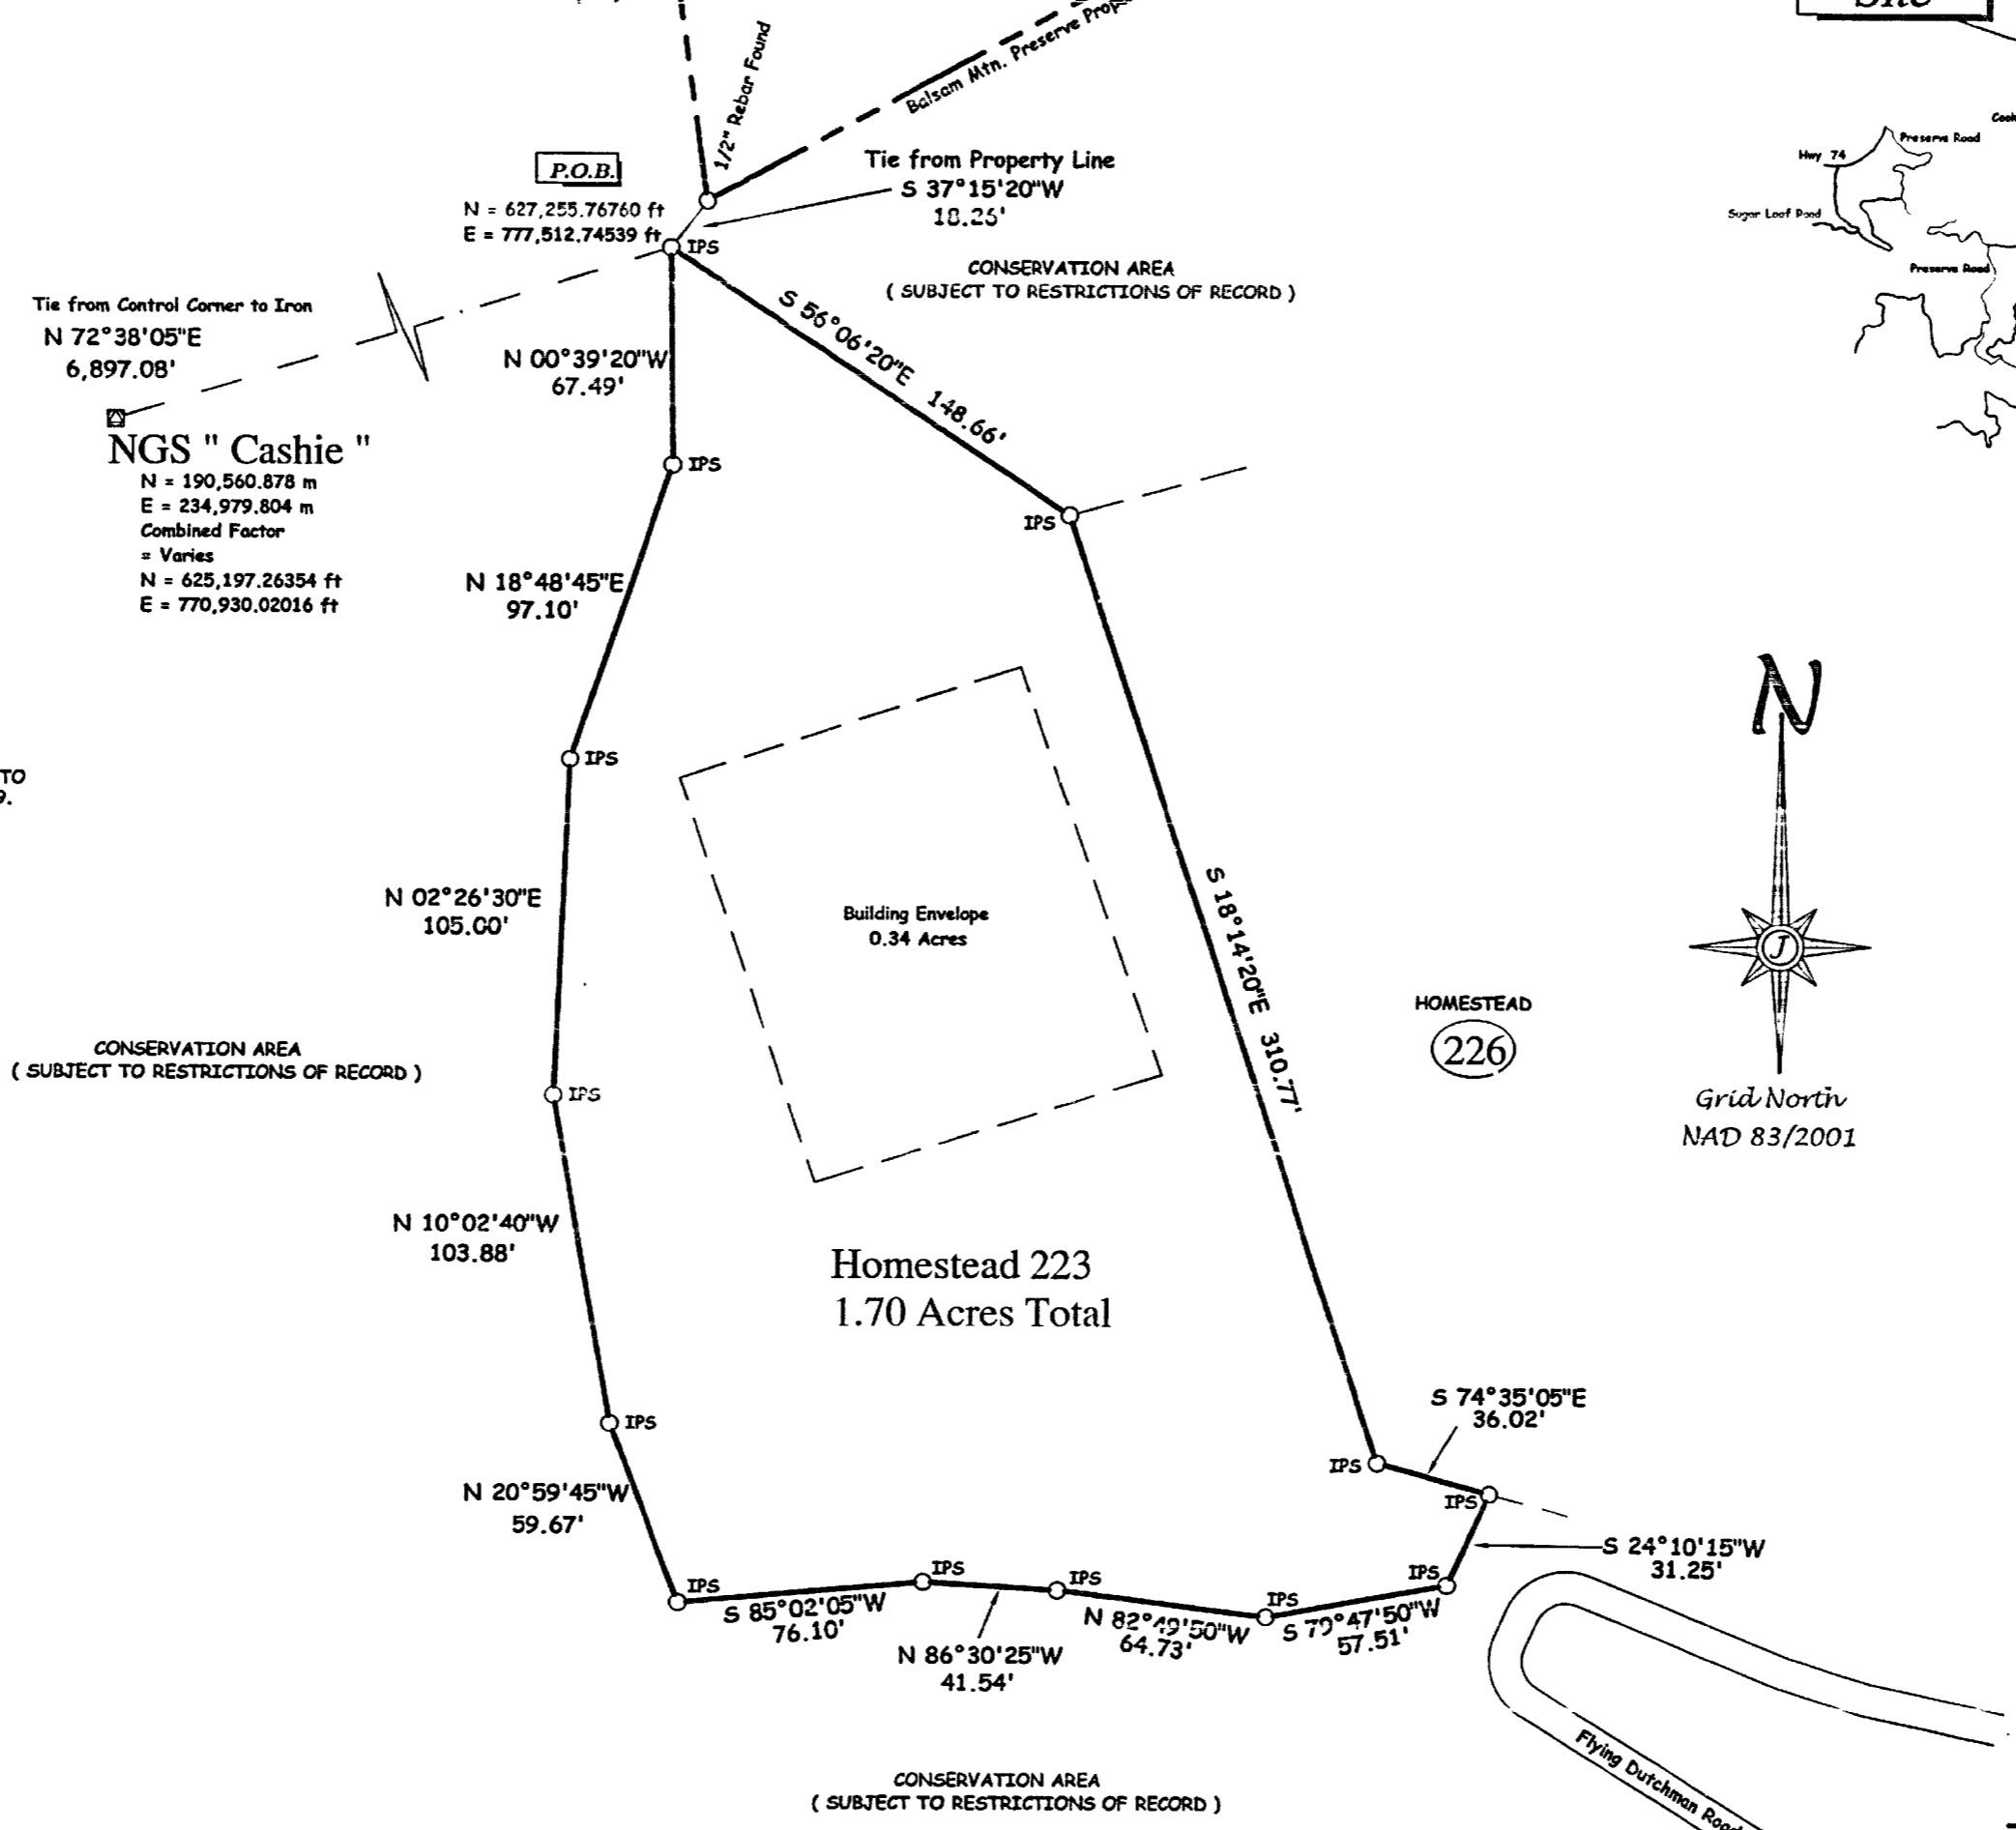 Site
1/2" Rebar Found
Balsam Mtn. Preserve
P.O.B.
N = 627,255.76760 ft
E = 777,512.74539 ft
Tie from Property Line
S 37°15'20"W
IPS
CONSERVATION AREA
( SUBJECT TO RESTRICTIONS OF RECORD )
Hwy 74
Preserve Road
Sugar Loaf Road
Preserve Road
Tie from Control Corner to Iron
N 72°38'05"E
6,897.08'
NGS " Cashie "
N = 190,560.878 m
E = 234,979.804 m
Combined Factor
= Varies
N = 625,197.26354 ft
E = 770,930.02016 ft
N 00°39'20"W
67.49'
S 56°06'20"E 148.66'
IPS
IPS
N 18°48'45"E
97.10'
IPS
TO
9.
N 02°26'30"E
105.00'
Building Envelope
0.34 Acres
S 18°14'20"E 310.77'
HOMESTEAD
226
N
J
Grid North
NAD 83/2001
CONSERVATION AREA
( SUBJECT TO RESTRICTIONS OF RECORD )
IPS
N 10°02'40"W
103.88'
Homestead 223
1.70 Acres Total
IPS
S 74°35'05"E
36.02'
IPS
IPS
N 20°59'45"W
59.67'
S 24°10'15"W
31.25'
IPS
IPS
IPS
IPS
IPS
S 85°02'05"W
76.10'
N 86°30'25"W
41.54'
N 82°49'50"W
64.73'
S 79°47'50"W
57.51'
Flying Dutchman Road
CONSERVATION AREA
( SUBJECT TO RESTRICTIONS OF RECORD )